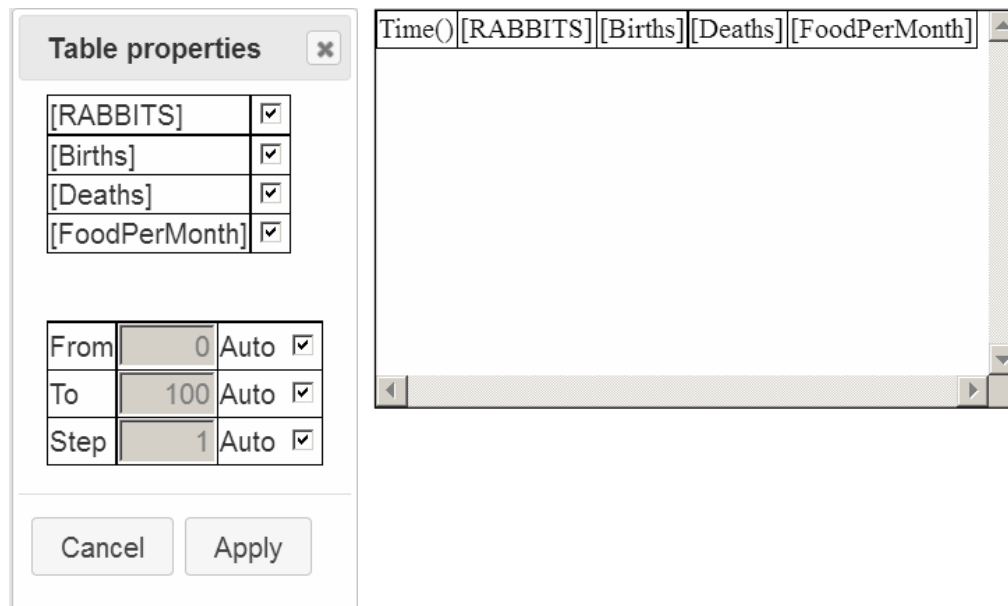 Table properties
[RABBITS]
[Births]
[Deaths]
[FoodPerMonth]
From 0 Auto
To 100 Auto
Step 1 Auto
Cancel Apply
Time() [RABBITS] [Births] [Deaths] [FoodPerMonth]